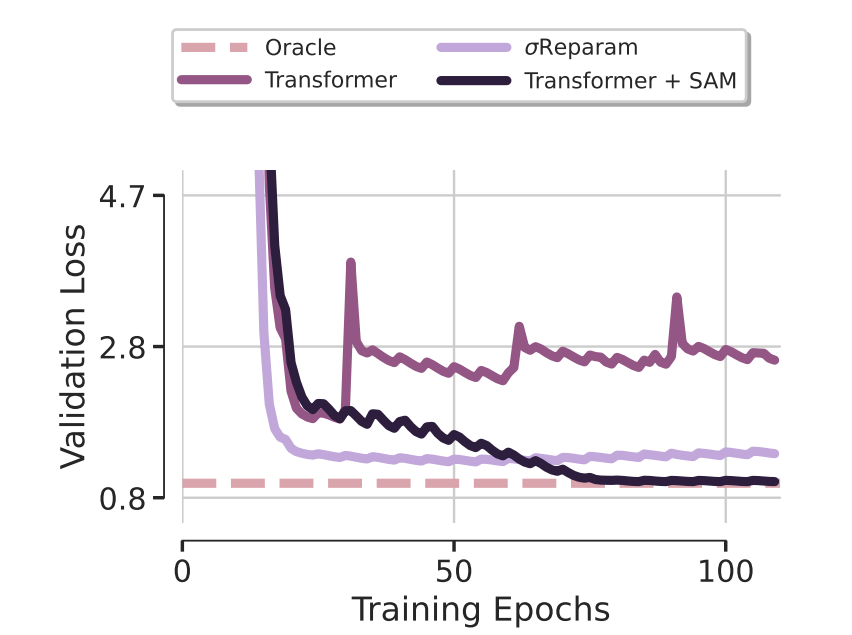 Oracle
σReparam
Transformer
Transformer + SAM
4.7
2.8
0.8
Validation Loss
0
50
100
Training Epochs